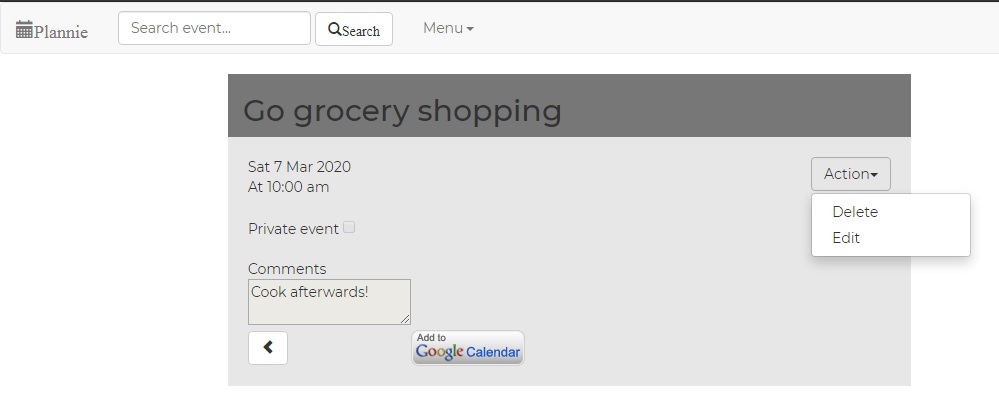 Plannie Search event... Search Menu
Go grocery shopping
Sat 7 Mar 2020
At 10:00 am
Action
Delete
Edit
Private event
Comments
Cook afterwards!
Add to
Google Calendar